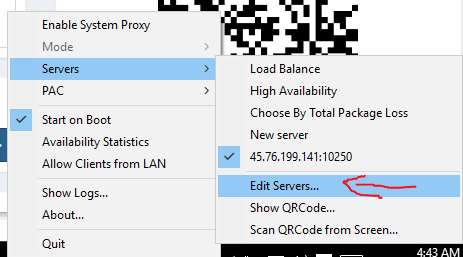 Enable System Proxy
Mode
Servers
PAC
Start on Boot
Availability Statistics
Allow Clients from LAN
Show Logs...
About...
Quit
Load Balance
High Availability
Choose By Total Package Loss
New server
45.76.199.141:10250
Edit Servers...
Show QRCode...
Scan QRCode from Screen...
4:43 AM